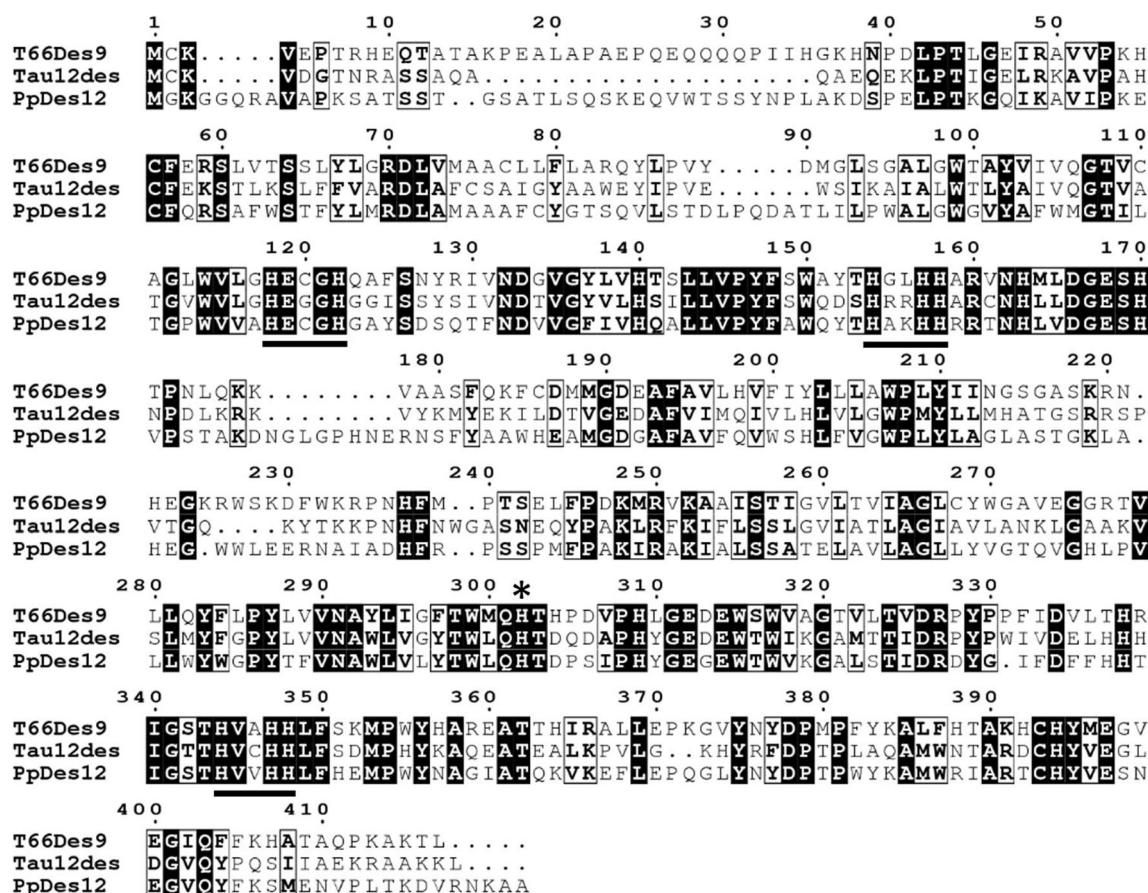 1 10 20 30 40 50
T66Des9 MCK.....VEPTRHEQTATAKPEALAPAEPQEQQQQPIIHGKHNPDLPTLGEIRAVVPKH
Tau12des MCK.....VDGTNRASSAQA....................QAEQEKLPTIGELRKAVPAH
PpDes12 MGKGGQRAVAPKSATSST.GSATLSQSKEQVWTSSYNPLAKDSPELPTKGQIKAVIPKE
60 70 80 90 100 110
T66Des9 CFERSLVTSSLYLGRDLVMAACLLFLARQYLPVY.....DMGLSGALGWTAYVIVQGTVC
Tau12des CFEKSTLKSLFFVARDLAFCSAIGYAAWEYIPVE.....WSIKAIALWTLYAIVQGTVA
PpDes12 CFQRSAFWSTFYLMRDLAMAAAFCYGTSQVLSTDLPQDATLILPWALGWGVYAFWMGTIL
120 130 140 150 160 170
T66Des9 AGLWVLGHECGHQAFSNYRIVNDGVGYLVHTSLLVPYFSWAYTHGLHHARVNHMLDGESH
Tau12des TGVWVLGHEGGHGGISSYSIVNDTVGYVLHSILLVPYFSWQDSHRRHHARCNHLLDGESH
PpDes12 TGPWVVAHECGHGAYSDSQTFNDVVGFIVHQALLVPYFAWQYTHAKHHRRTNHLVDGESH
180 190 200 210 220
T66Des9 TPNLQKK........VAASFQKFCDMMGDEAFAVLHVFIYLLLAWPLYIINGSGASKRN.
Tau12des NPDLKRK........VYKMYEKILDTVGEDAFVIMQIVLHLVLGWPMYLLMHATGSRRSP
PpDes12 VPSTAKDNGLGPHNERNSFYAAWHEAMGDGAFAVFQVWSHLFVGWPLYLAGLASTGKLA.
230 240 250 260 270
T66Des9 HEGKRWSKDFWKRPNHFM..PTSELFPDKMRVKAAISTIGVLTVIAGLCYWGAVEGGRTV
Tau12des VTGQ....KYTKKPNHFNWGASNEQYPAKLRFKIFLSSLGVIATLAGIAVLANKLGAAKV
PpDes12 HEG.WWLEERNAIADHFR..PSSPMFPAKIRAKIALSSATELAVLAGLLYVGTQVGHLPV
280 290 300 * 310 320 330
T66Des9 LLQYFLPYLVVNAYLIGFTWMQHTHPDVPHLGEDEWSWVAGTVLTVDRPYPPFIDVLTHR
Tau12des SLMYFGPYLVVNAWLVGYTWLQHTDQDAPHYGEDEWTWIKGAMTTIDRPYPWIVDELHHH
PpDes12 LLWYWGPYTFVNAWLVLYTWLQHTDPSIPHYGEGEWTWVKGALSTIDRDYG.IFDFFHHT
340 350 360 370 380 390
T66Des9 IGSTHVAHHLFSKMPWYHAREATTHIRALLEPKGVYNYDPMPFYKALFHTAKHCHYMEGV
Tau12des IGTTHVCHHLFSDMPHYKAQEATEALKPVLG..KHYRFDPTPLAQAMWNTARDCHYVEGL
PpDes12 IGSTHVVHHLFHEMPWYNAGIATQKVKEFLEPQGLYNYDPTPWYKAMWRIARTCHYVESN
400 410
T66Des9 EGIQFFKHATAQPKAKTL.....
Tau12des DGVQYPQSIIAEKRAAKKL....
PpDes12 EGVQYFKSMENVPLTKDVRNKAA